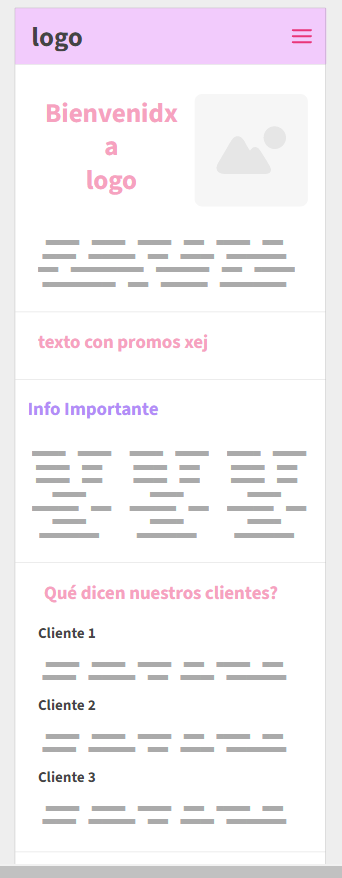 logo
Bienvenidx
a
logo
texto con promos xej
Info Importante
Qué dicen nuestros clientes?
Cliente 1
Cliente 2
Cliente 3